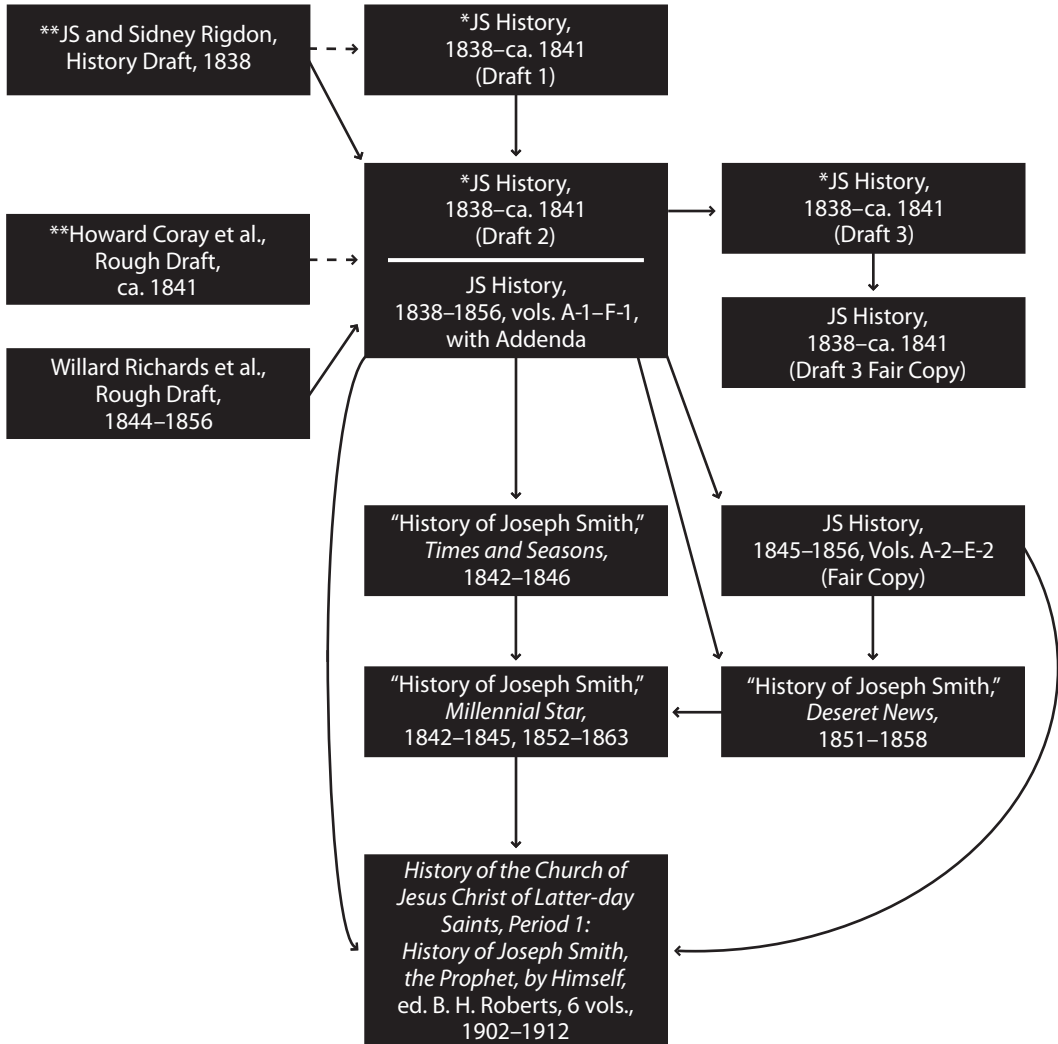 **JS and Sidney Rigdon,
History Draft, 1838
*JS History,
1838–ca. 1841
(Draft 1)
*JS History,
1838–ca. 1841
(Draft 2)
JS History,
1838–1856, vols. A-1–F-1,
with Addenda
*JS History,
1838–ca. 1841
(Draft 3)
**Howard Coray et al.,
Rough Draft,
ca. 1841
JS History,
1838–ca. 1841
(Draft 3 Fair Copy)
Willard Richards et al.,
Rough Draft,
1844–1856
“History of Joseph Smith,”
Times and Seasons,
1842–1846
JS History,
1845–1856, Vols. A-2–E-2
(Fair Copy)
“History of Joseph Smith,”
Millennial Star,
1842–1845, 1852–1863
“History of Joseph Smith,”
Deseret News,
1851–1858
History of the Church of
Jesus Christ of Latter-day
Saints, Period 1:
History of Joseph Smith,
the Prophet, by Himself,
ed. B. H. Roberts, 6 vols.,
1902–1912